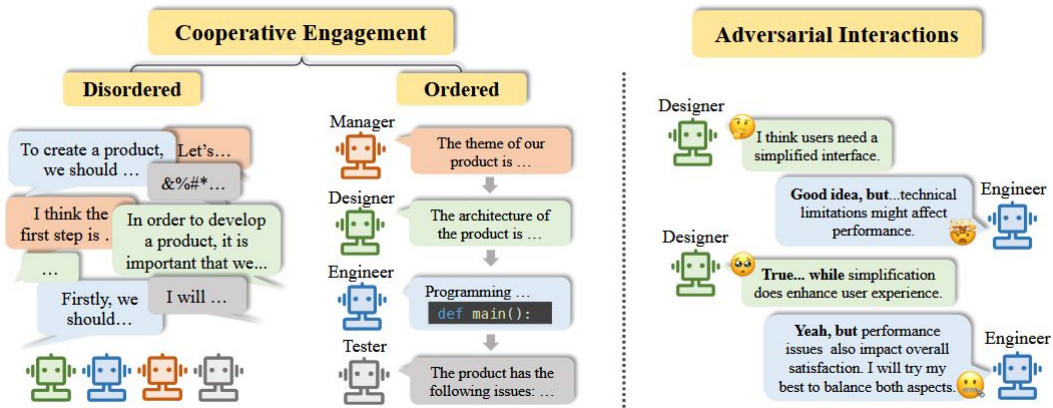 Cooperative Engagement
Disordered
To create a product,
we should …
Let's…
&%#*…
I think the
first step is .
In order to develop
a product, it is
important that we...
…
Firstly, we
should…
I will …
Ordered
Manager
The theme of our
product is …
Designer
The architecture of
the product is …
Engineer
Programming …
def main():
Tester
The product has the
following issues: …
Adversarial Interactions
Designer
I think users need a
simplified interface.
Engineer
Good idea, but...technical
limitations might affect
performance.
Designer
True... while simplification
does enhance user experience.
Engineer
Yeah, but performance
issues also impact overall
satisfaction. I will try my
best to balance both aspects.